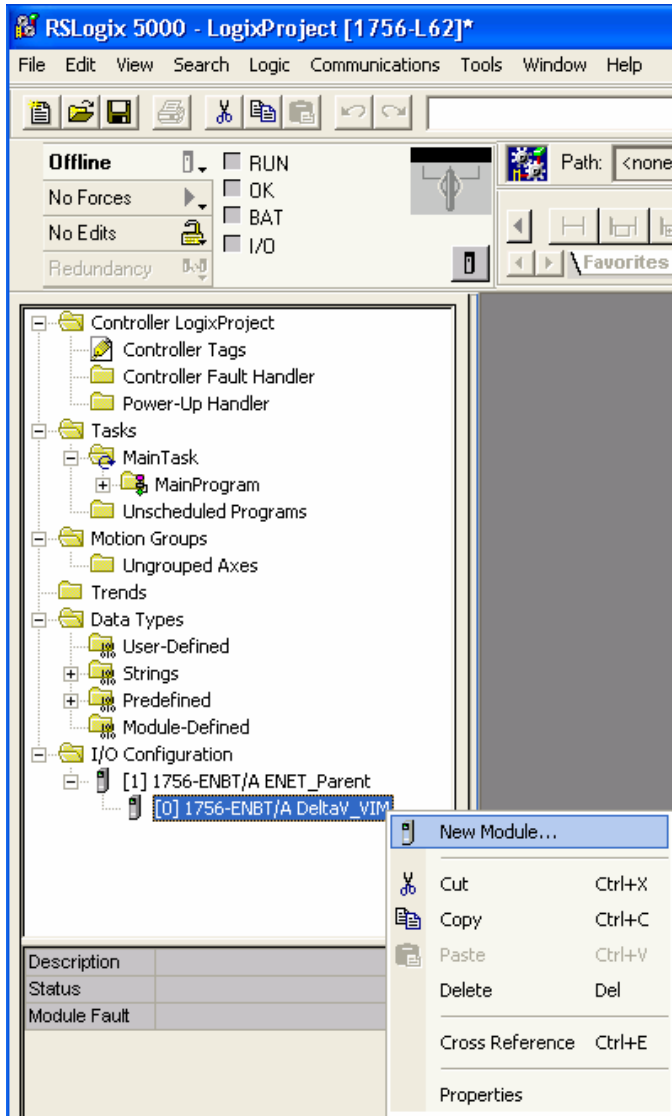 RSLogix 5000 - LogixProject [1756-L62]*
File Edit View Search Logic Communications Tools Window Help
Offline
RUN
Path: <none
No Forces
OK
No Edits
BAT
Redundancy
I/O
Favorites
Controller LogixProject
Controller Tags
Controller Fault Handler
Power-Up Handler
Tasks
MainTask
MainProgram
Unscheduled Programs
Motion Groups
Ungrouped Axes
Trends
Data Types
User-Defined
Strings
Predefined
Module-Defined
I/O Configuration
[1] 1756-ENBT/A ENET_Parent
[0] 1756-ENBT/A DeltaV_VIM
New Module...
Cut Ctrl+X
Copy Ctrl+C
Paste Ctrl+V
Delete Del
Cross Reference Ctrl+E
Properties
Description
Status
Module Fault